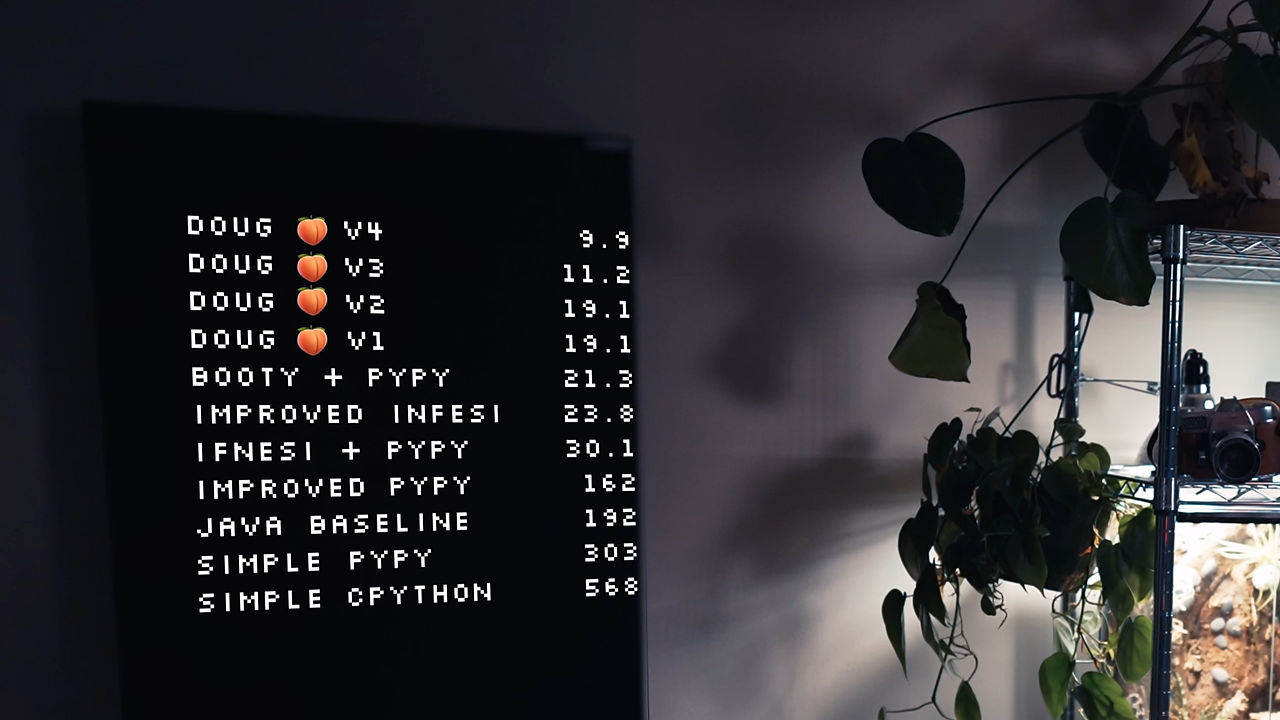 DOUG 🍑 V4 9.9
DOUG 🍑 V3 11.2
DOUG 🍑 V2 19.1
DOUG 🍑 V1 19.1
BOOTY + PYPY 21.3
IMPROVED INFESI 23.8
IFNESI + PYPY 30.1
IMPROVED PYPY 162
JAVA BASELINE 192
SIMPLE PYPY 303
SIMPLE CPYTHON 568